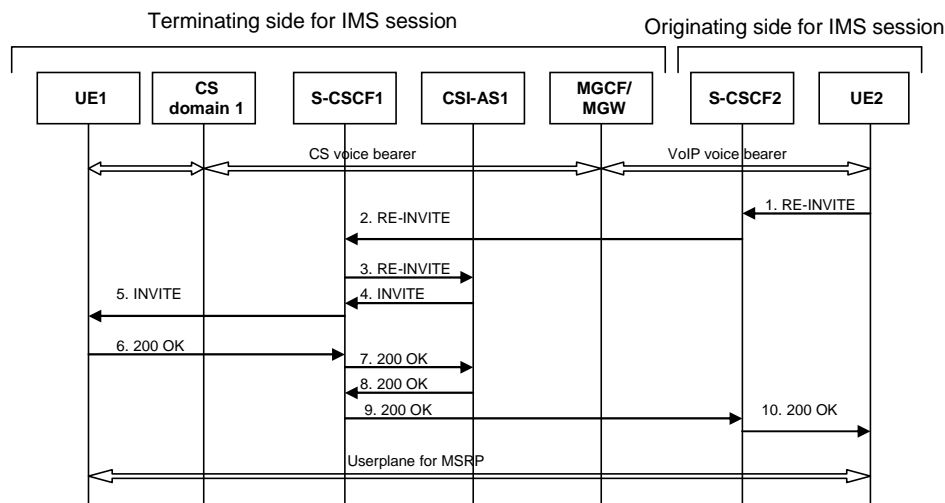 Terminating side for IMS session
Originating side for IMS session
UE1
CS
domain 1
S-CSCF1
CSI-AS1
MGCF/
MGW
S-CSCF2
UE2
CS voice bearer
VoIP voice bearer
1. RE-INVITE
2. RE-INVITE
3. RE-INVITE
4. INVITE
5. INVITE
6. 200 OK
7. 200 OK
8. 200 OK
9. 200 OK
10. 200 OK
Userplane for MSRP